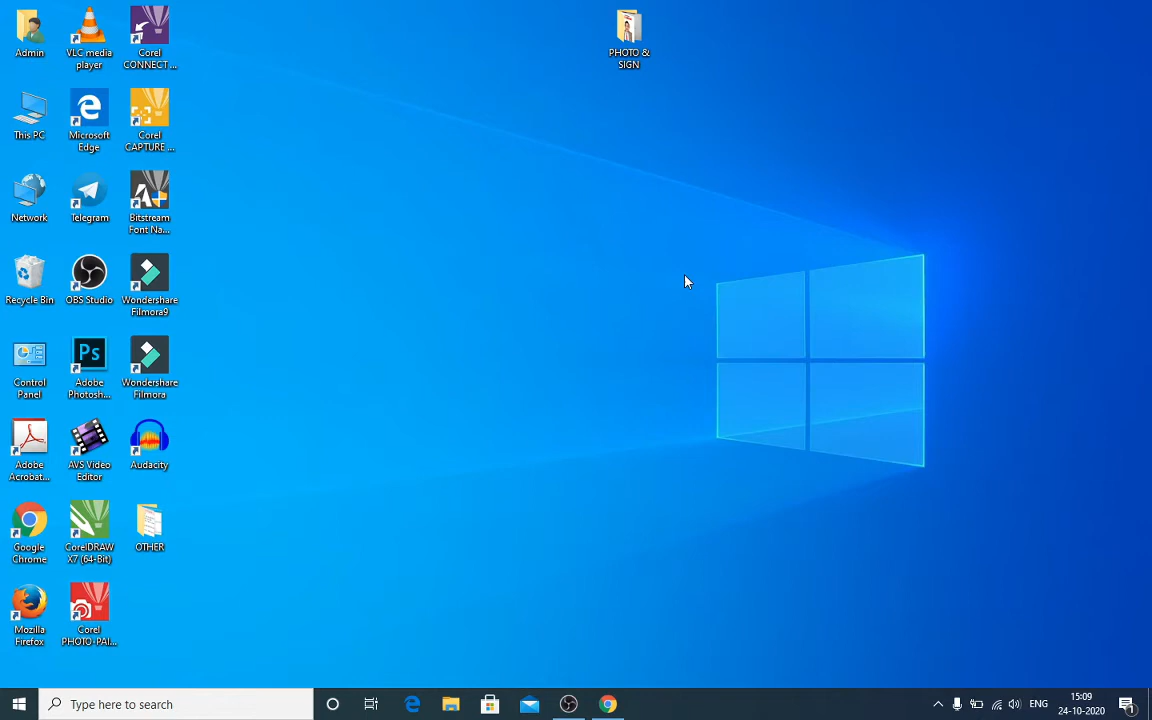 Admin
VLC media
player
Corel
CONNECT ...
PHOTO &
SIGN
This PC
Microsoft
Edge
Corel
CAPTURE ...
Network
Telegram
Bitstream
Font Na...
Recycle Bin
OBS Studio
Wondershare
Filmora9
Control
Panel
Ps
Adobe
Photosh...
Wondershare
Filmora
Adobe
Acrobat...
AVS Video
Editor
Audacity
Google
Chrome
CorelDRAW
X7 (64-Bit)
OTHER
Mozilla
Firefox
Corel
PHOTO-PAI...
Type here to search
ENG
15:09
24-10-2020
1